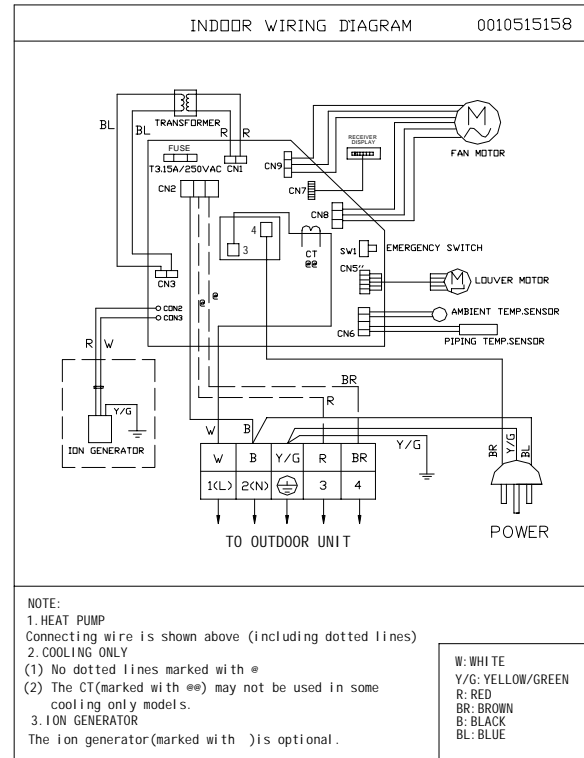 INDOOR WIRING DIAGRAM 0010515158
BL
BL
TRANSFORMER
R R
FUSE
T3.15A/250VAC
CN1
CN2
CN9
RECEIVER
DISPLAY
FAN MOTOR
CN7
CN8
4
3
CT
@@
SW1
EMERGENCY SWITCH
CN5''
LOUVER MOTOR
CN3
@ @
CON2
CON3
AMBIENT TEMP.SENSOR
CN6
PIPING TEMP.SENSOR
R W
Y/G
ION GENERATOR
BR
R
W B
Y/G
BR Y/G BL
W B Y/G R BR
1(L) 2(N) 3 4
POWER
TO OUTDOOR UNIT
NOTE:
1.HEAT PUMP
Connecting wire is shown above (including dotted lines)
2.COOLING ONLY
(1) No dotted lines marked with @
(2) The CT(marked with @@) may not be used in some
cooling only models.
3.ION GENERATOR
The ion generator(marked with )is optional.
W:WHITE
Y/G:YELLOW/GREEN
R:RED
BR:BROWN
B:BLACK
BL:BLUE